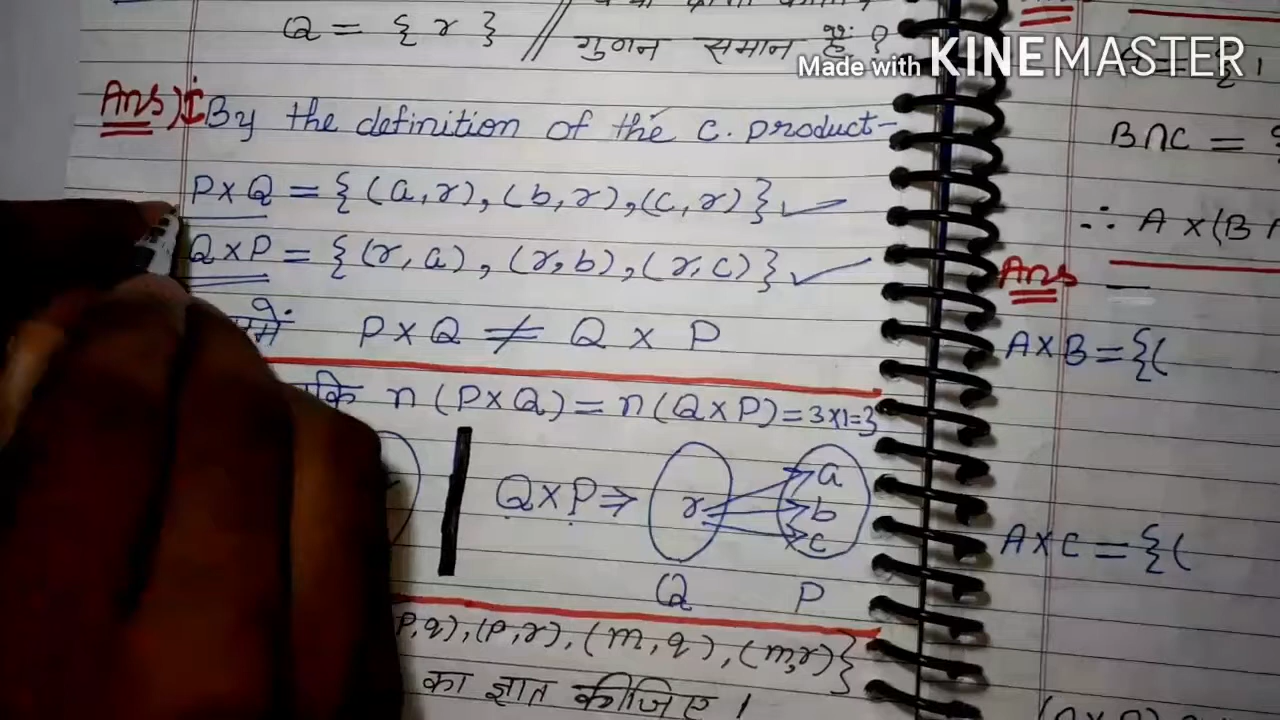 Q = { r }
गुणन समान है ?
Made with KINEMASTER
Ans) I By the definition of the C. product-
P×Q = {(a,r), (b,r), (c,r)}
Q×P = {(r,a), (r,b), (r,c)}
P×Q ≠ Q × P
n(P×Q) = n(Q×P) = 3×1=3
Q×P ⇒ r a
b
c
Q P
p,q), (p,r), (m,q), (m,r)}
का ज्ञात कीजिए ।
B∩C = {
∴ A ×(B
Ans —
A×B = {(
A×C = {(